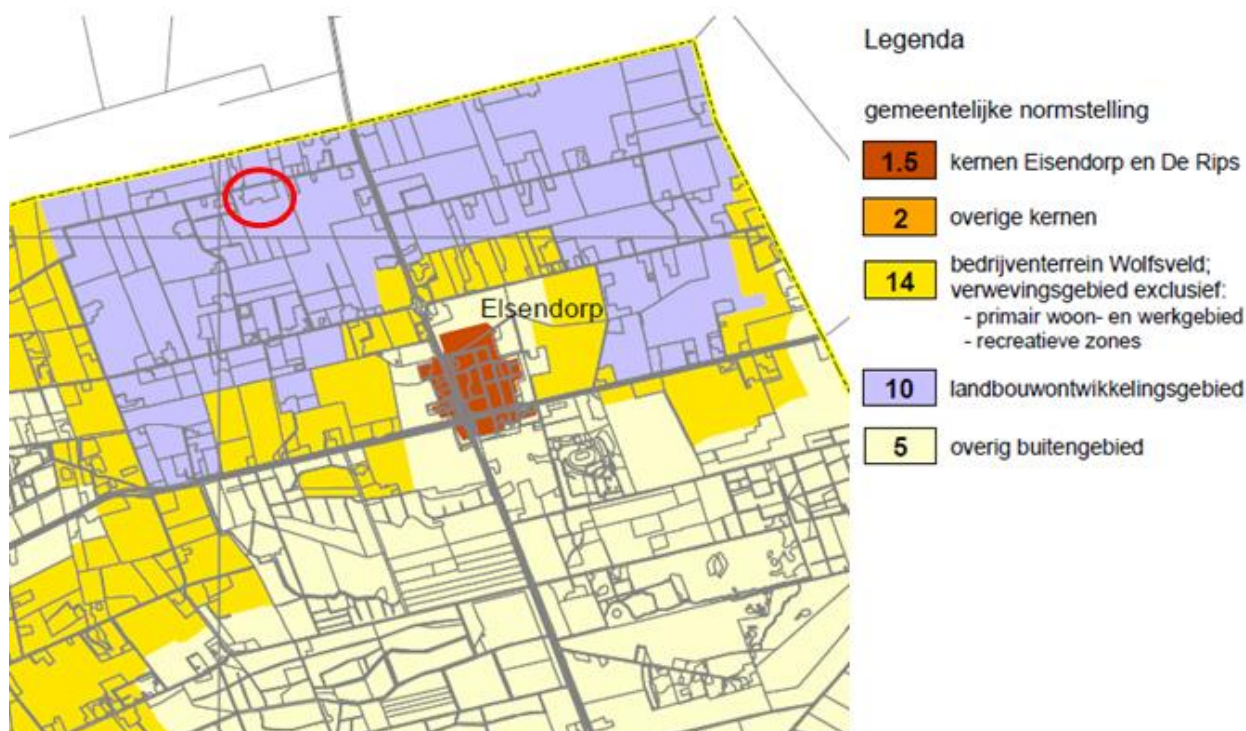 Legenda
gemeentelijke normstelling
1.5 kernen Eisendorp en De Rips
2 overige kernen
14 bedrijventerrein Wolfsveld;
verwevingsgebied exclusief:
- primair woon- en werkgebied
- recreatieve zones
10 landbouwontwikkelingsgebied
5 overig buitengebied
Elsendorp